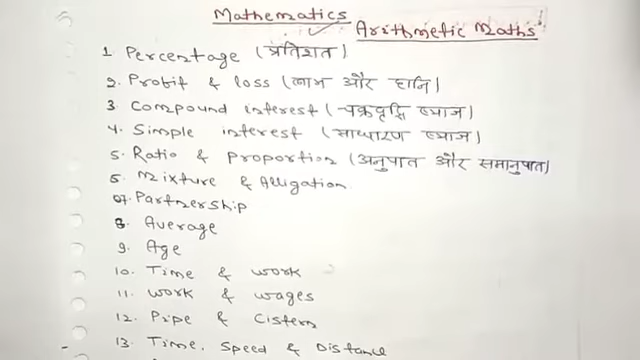 Mathematics
Arithmetic Maths
1 Percentage (प्रतिशत)
2. Profit & loss (लाभ और हानि)
3. Compound interest (चक्रवृद्धि ब्याज)
4. Simple interest (साधारण ब्याज)
5. Ratio & proportion (अनुपात और समानुपात)
6. Mixture & Alligation
07. Partnership
8. Average
9. Age
10. Time & work
11. Work & wages
12. Pipe & Cistern
13. Time, Speed & Distance